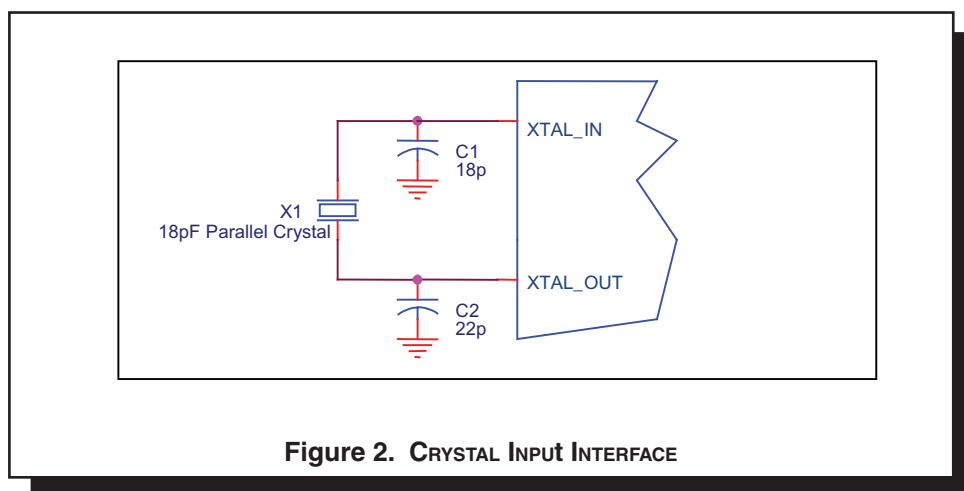 XTAL_IN
C1
18p
X1
18pF Parallel Crystal
XTAL_OUT
C2
22p
Figure 2. CRYSTAL INPUt INTERFACE